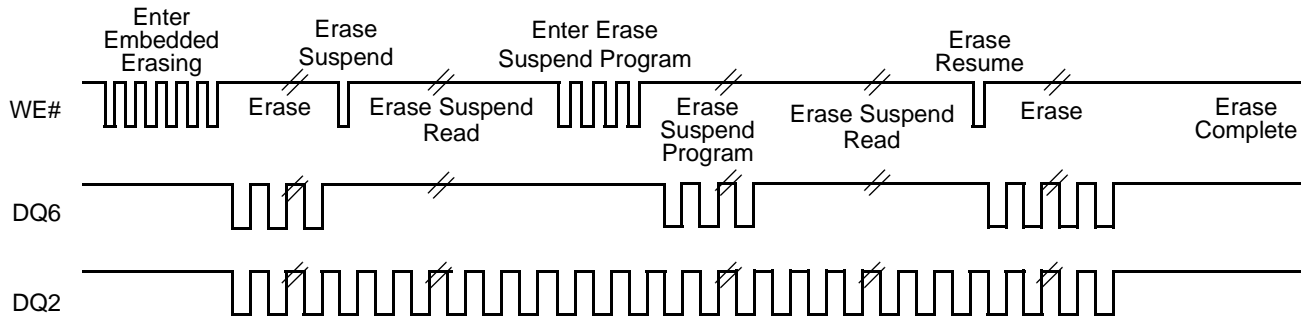 Enter
Embedded
Erasing
Erase
Suspend
Enter Erase
Suspend Program
Erase
Resume
WE#
Erase
Erase Suspend
Read
Erase
Suspend
Program
Erase Suspend
Read
Erase
Erase
Complete
DQ6
DQ2